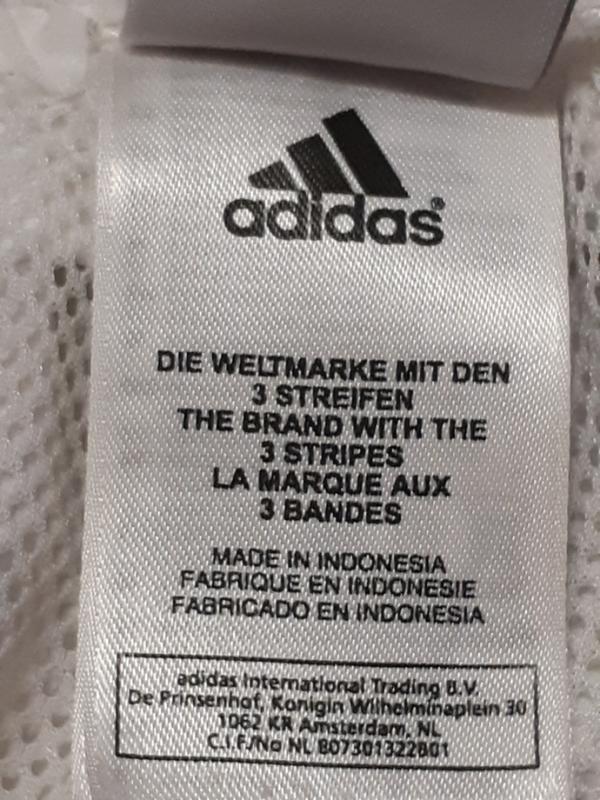 adidas®
DIE WELTMARKE MIT DEN
3 STREIFEN
THE BRAND WITH THE
3 STRIPES
LA MARQUE AUX
3 BANDES
MADE IN INDONESIA
FABRIQUE EN INDONESIE
FABRICADO EN INDONESIA
adidas International Trading B.V.
De Prinsenhof, Konigin Wilhelminaplein 30
1062 KR Amsterdam, NL
C.I.F./No NL B07301322B01